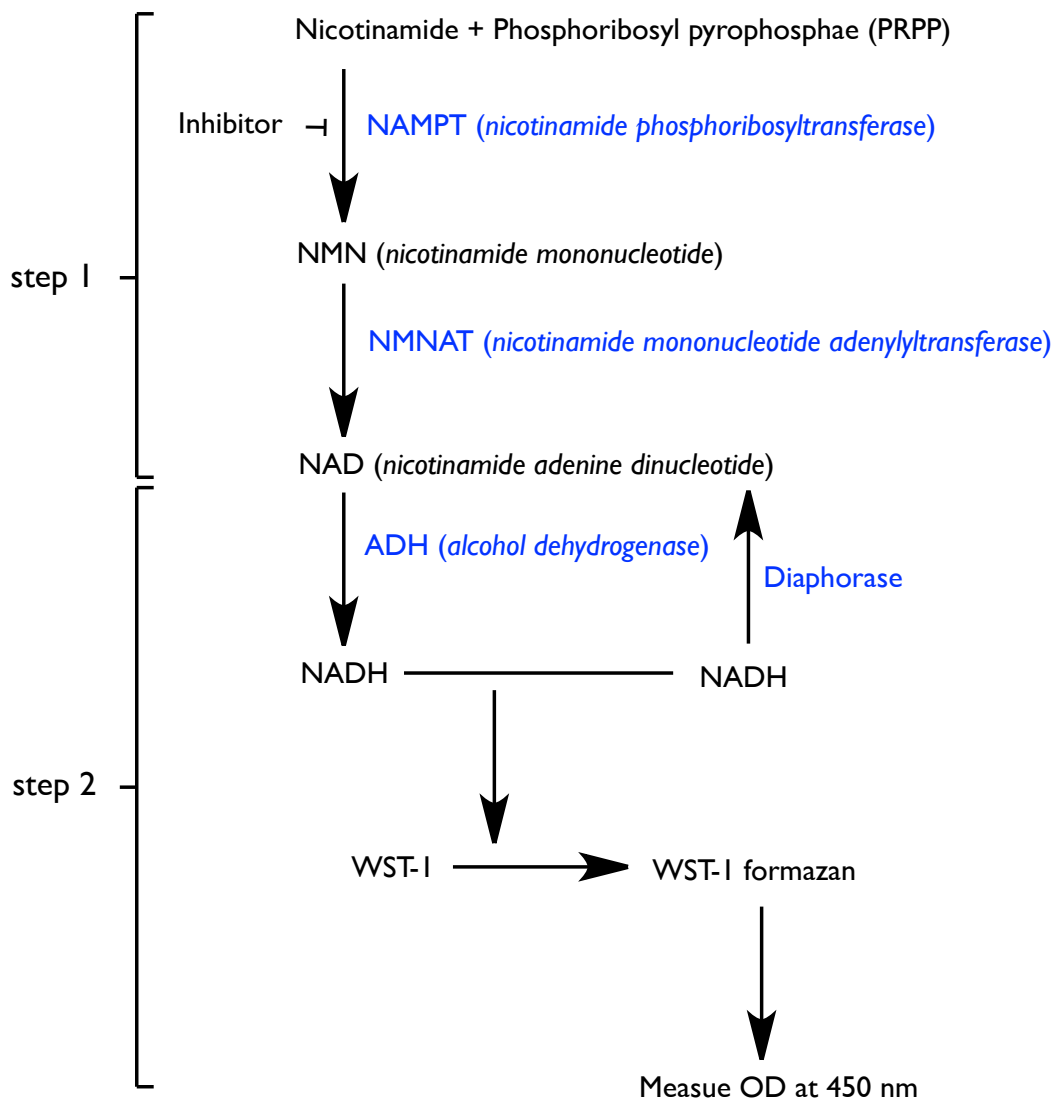 Nicotinamide + Phosphoribosyl pyrophosphae (PRPP)
Inhibitor
NAMPT (nicotinamide phosphoribosyltransferase)
NMN (nicotinamide mononucleotide)
step 1
NMNAT (nicotinamide mononucleotide adenylyltransferase)
NAD (nicotinamide adenine dinucleotide)
ADH (alcohol dehydrogenase)
Diaphorase
NADH
NADH
step 2
WST-1
WST-1 formazan
Measue OD at 450 nm